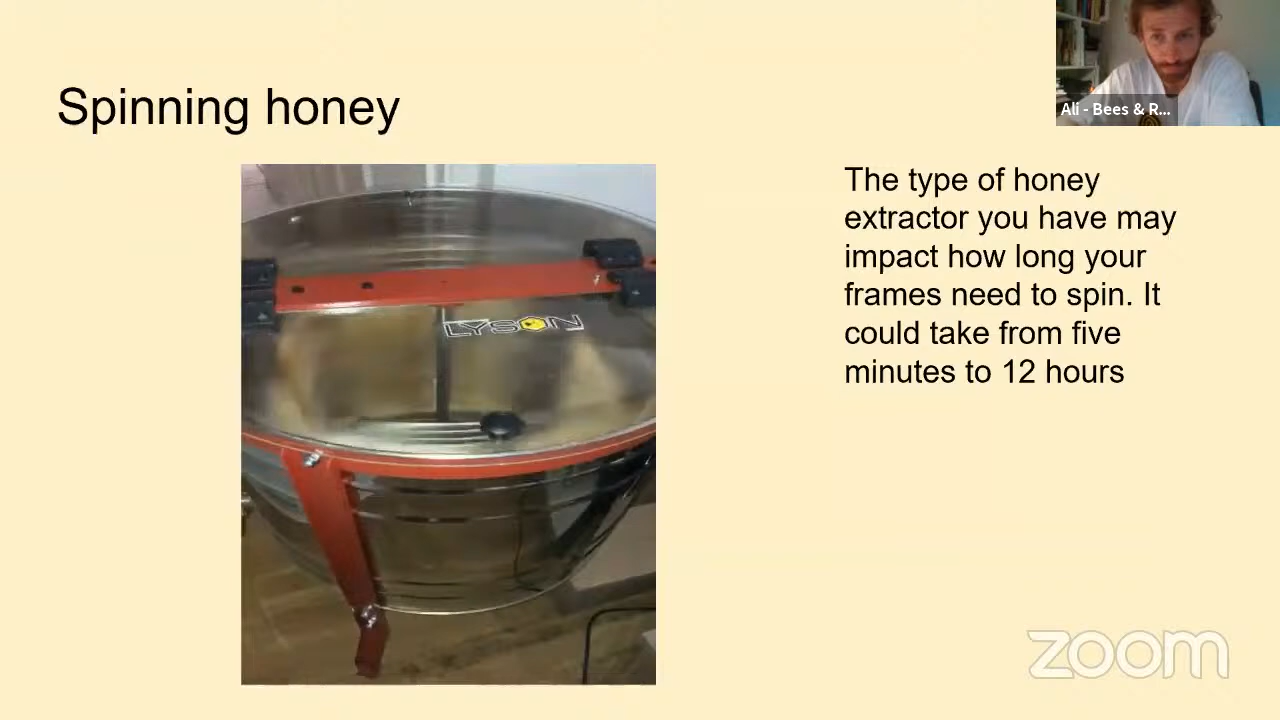 Ali - Bees & R...
Spinning honey
The type of honey
extractor you have may
impact how long your
frames need to spin. It
could take from five
minutes to 12 hours
LYSON
zoom